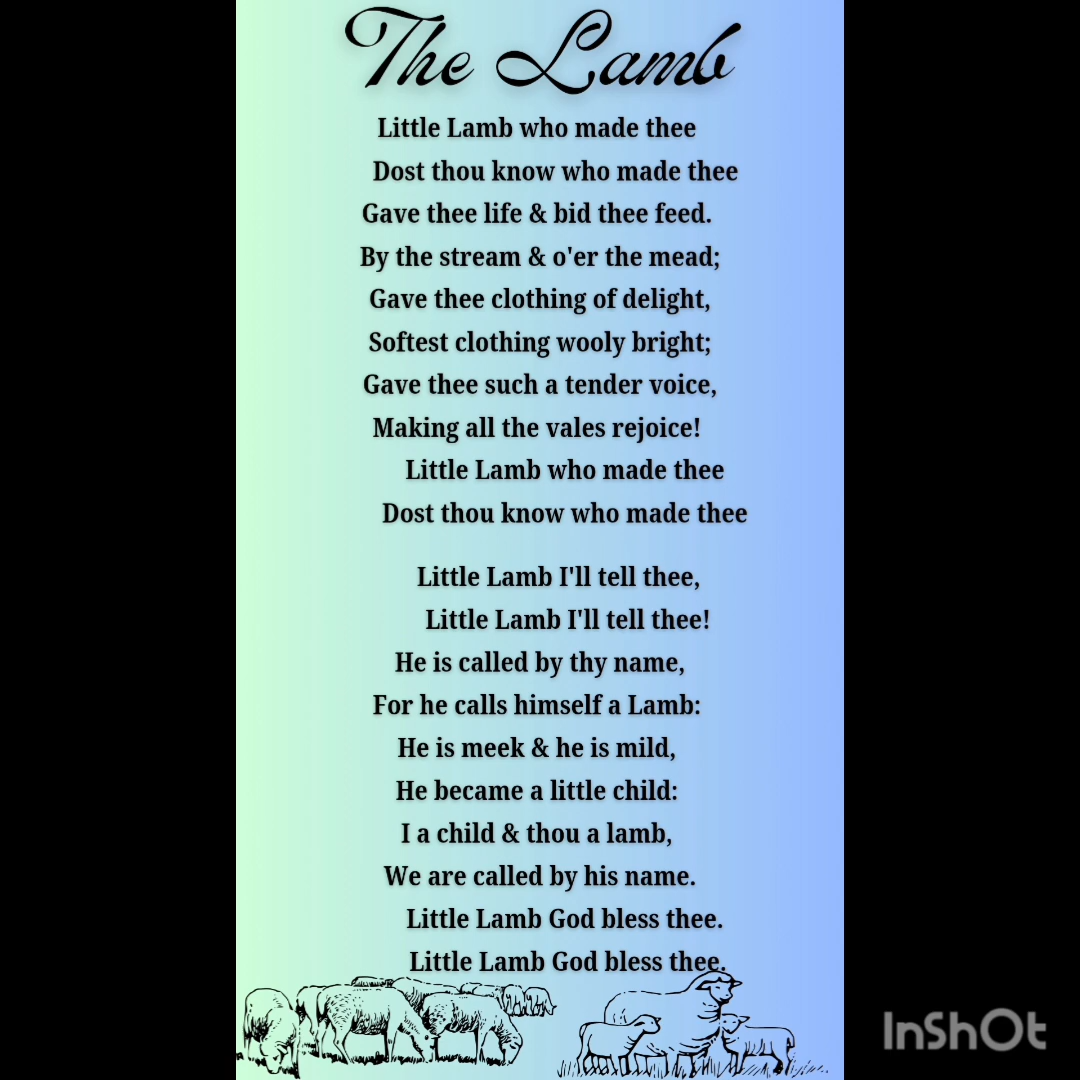 The Lamb
Little Lamb who made thee
Dost thou know who made thee
Gave thee life & bid thee feed.
By the stream & o'er the mead;
Gave thee clothing of delight,
Softest clothing wooly bright;
Gave thee such a tender voice,
Making all the vales rejoice!
Little Lamb who made thee
Dost thou know who made thee
Little Lamb I'll tell thee,
Little Lamb I'll tell thee!
He is called by thy name,
For he calls himself a Lamb:
He is meek & he is mild,
He became a little child:
I a child & thou a lamb,
We are called by his name.
Little Lamb God bless thee.
Little Lamb God bless thee.
InShOt